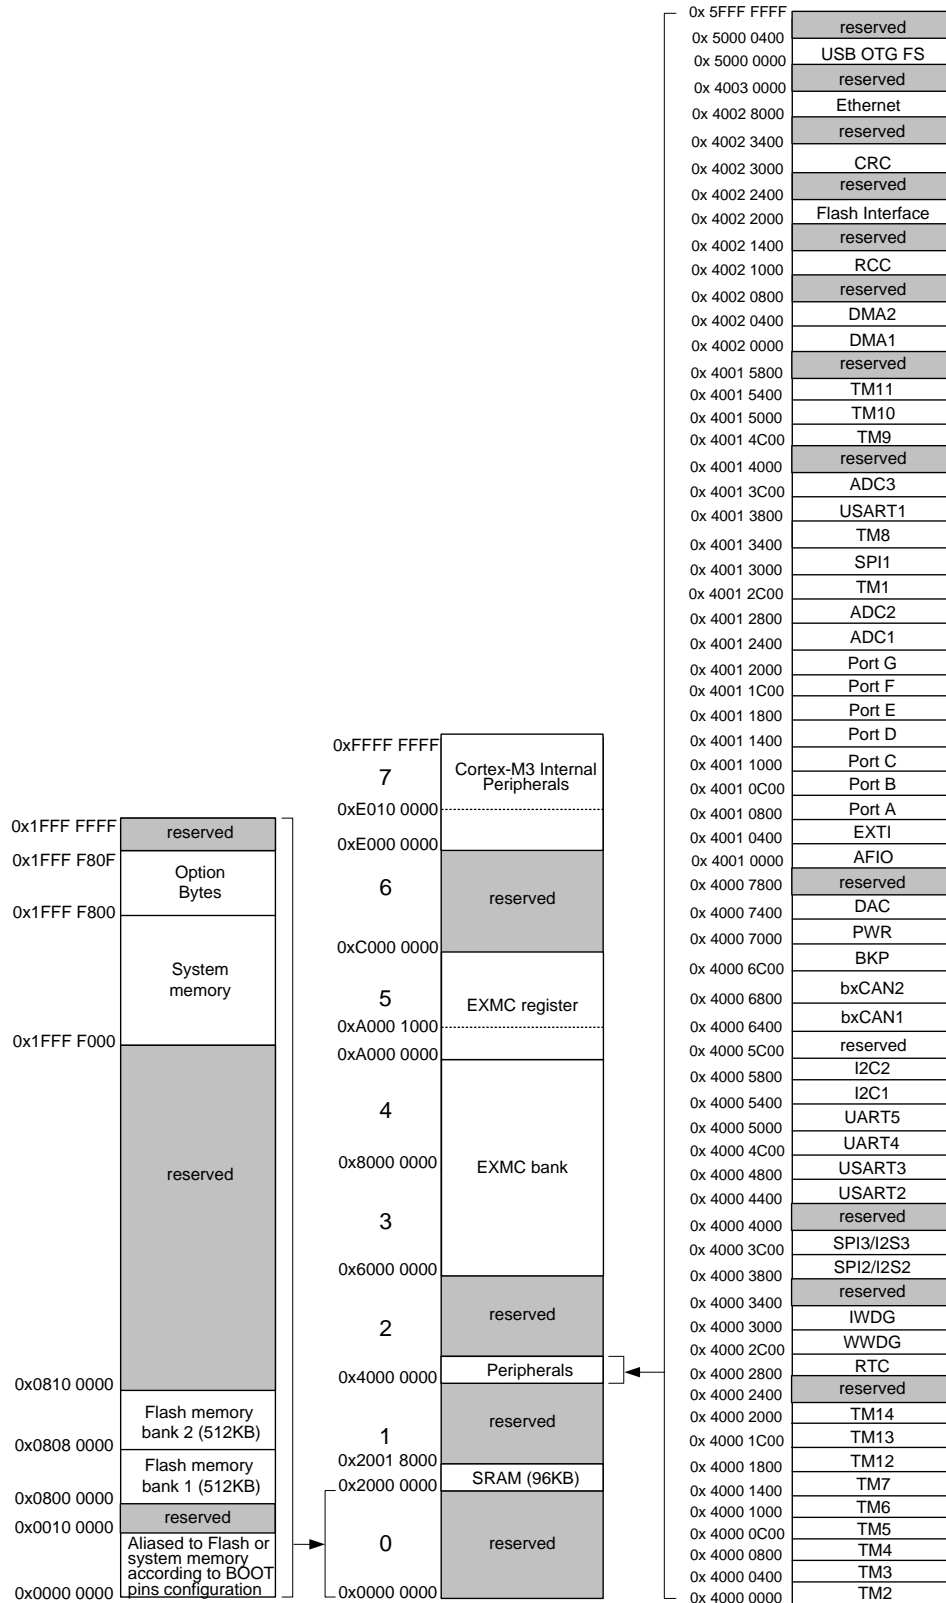 0x1FFF FFFF
reserved
0x1FFF F80F
Option
Bytes
0x1FFF F800
System
memory
0x1FFF F000
reserved
0x0810 0000
Flash memory
bank 2 (512KB)
0x0808 0000
Flash memory
bank 1 (512KB)
0x0800 0000
reserved
0x0010 0000
Aliased to Flash or
system memory
according to BOOT
pins configuration
0x0000 0000
0xFFFF FFFF
7
Cortex-M3 Internal
Peripherals
0xE010 0000
0xE000 0000
6
reserved
0xC000 0000
5
EXMC register
0xA000 1000
0xA000 0000
4
0x8000 0000
EXMC bank
3
0x6000 0000
reserved
2
0x4000 0000
Peripherals
reserved
1
0x2001 8000
SRAM (96KB)
0x2000 0000
0
reserved
0x0000 0000
0x 5FFF FFFF
reserved
0x 5000 0400
USB OTG FS
0x 5000 0000
reserved
0x 4003 0000
Ethernet
0x 4002 8000
reserved
0x 4002 3400
CRC
0x 4002 3000
reserved
0x 4002 2400
Flash Interface
0x 4002 2000
reserved
0x 4002 1400
RCC
0x 4002 1000
reserved
0x 4002 0800
DMA2
0x 4002 0400
DMA1
0x 4002 0000
reserved
0x 4001 5800
TM11
0x 4001 5400
TM10
0x 4001 5000
TM9
0x 4001 4C00
reserved
0x 4001 4000
ADC3
0x 4001 3C00
USART1
0x 4001 3800
TM8
0x 4001 3400
SPI1
0x 4001 3000
TM1
0x 4001 2C00
ADC2
0x 4001 2800
ADC1
0x 4001 2400
Port G
0x 4001 2000
Port F
0x 4001 1C00
Port E
0x 4001 1800
Port D
0x 4001 1400
Port C
0x 4001 1000
Port B
0x 4001 0C00
Port A
0x 4001 0800
EXTI
0x 4001 0400
AFIO
0x 4001 0000
reserved
0x 4000 7800
DAC
0x 4000 7400
PWR
0x 4000 7000
BKP
0x 4000 6C00
bxCAN2
0x 4000 6800
bxCAN1
0x 4000 6400
reserved
0x 4000 5C00
I2C2
0x 4000 5800
I2C1
0x 4000 5400
UART5
0x 4000 5000
UART4
0x 4000 4C00
USART3
0x 4000 4800
USART2
0x 4000 4400
reserved
0x 4000 4000
SPI3/I2S3
0x 4000 3C00
SPI2/I2S2
0x 4000 3800
reserved
0x 4000 3400
IWDG
0x 4000 3000
WWDG
0x 4000 2C00
RTC
0x 4000 2800
reserved
0x 4000 2400
TM14
0x 4000 2000
TM13
0x 4000 1C00
TM12
0x 4000 1800
TM7
0x 4000 1400
TM6
0x 4000 1000
TM5
0x 4000 0C00
TM4
0x 4000 0800
TM3
0x 4000 0400
TM2
0x 4000 0000